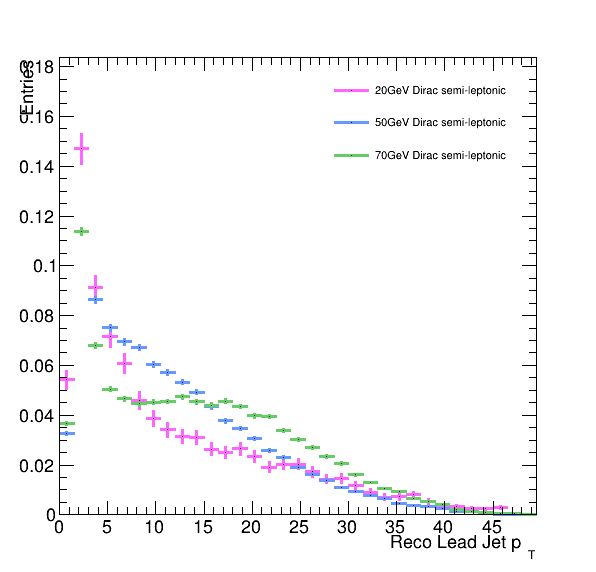 0.18
Entries
0.16
0.14
0.12
0.1
0.08
0.06
0.04
0.02
0
20GeV Dirac semi-leptonic
50GeV Dirac semi-leptonic
70GeV Dirac semi-leptonic
0 5 10 15 20 25 30 35 40 45
Reco Lead Jet p
T